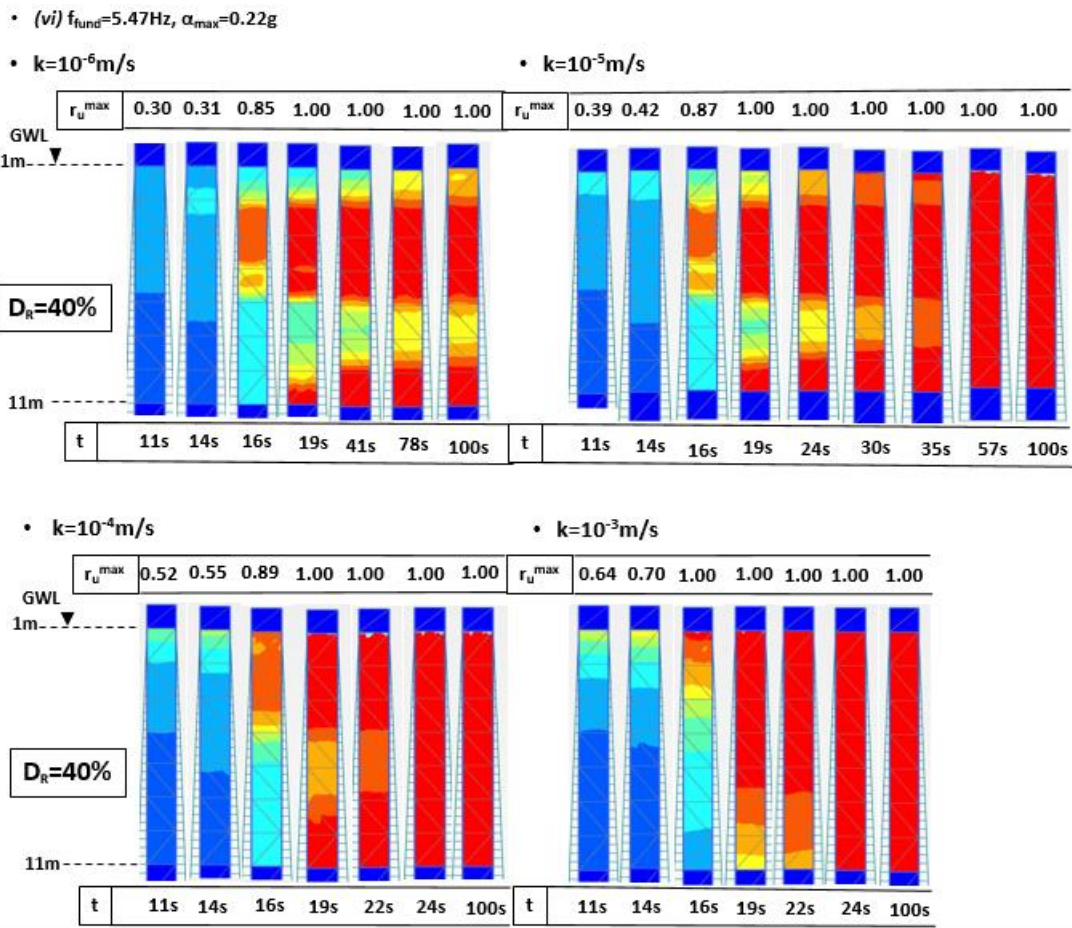 • (vi) f_fund=5.47Hz, α_max=0.22g
• k=10⁻⁶m/s
• k=10⁻⁵m/s
r_u^max 0.30 0.31 0.85 1.00 1.00 1.00 1.00
r_u^max 0.39 0.42 0.87 1.00 1.00 1.00 1.00 1.00 1.00
GWL
1m
D_R=40%
11m
t 11s 14s 16s 19s 41s 78s 100s
t 11s 14s 16s 19s 24s 30s 35s 57s 100s
• k=10⁻⁴m/s
• k=10⁻³m/s
r_u^max 0.52 0.55 0.89 1.00 1.00 1.00 1.00
r_u^max 0.64 0.70 1.00 1.00 1.00 1.00 1.00
GWL
1m
D_R=40%
11m
t 11s 14s 16s 19s 22s 24s 100s
t 11s 14s 16s 19s 22s 24s 100s